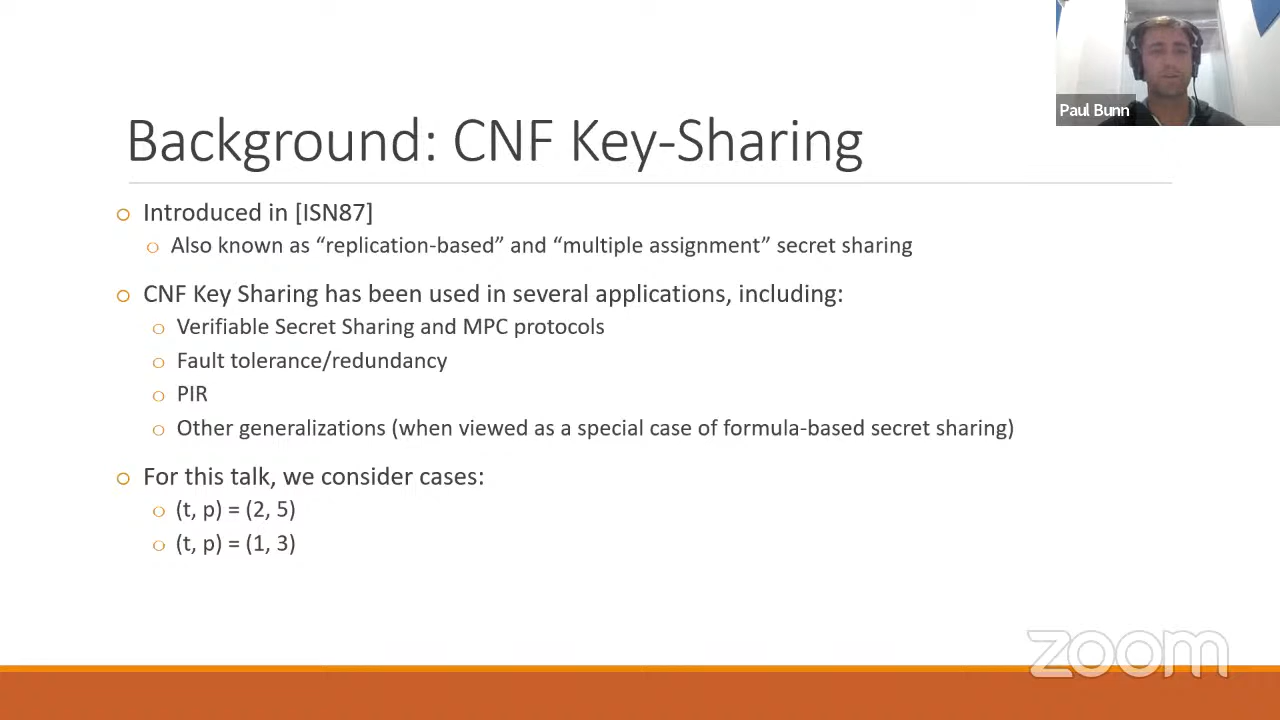 Paul Bunn
Background: CNF Key-Sharing
o Introduced in [ISN87]
o Also known as “replication-based” and “multiple assignment” secret sharing
o CNF Key Sharing has been used in several applications, including:
o Verifiable Secret Sharing and MPC protocols
o Fault tolerance/redundancy
o PIR
o Other generalizations (when viewed as a special case of formula-based secret sharing)
o For this talk, we consider cases:
o (t, p) = (2, 5)
o (t, p) = (1, 3)
zoom